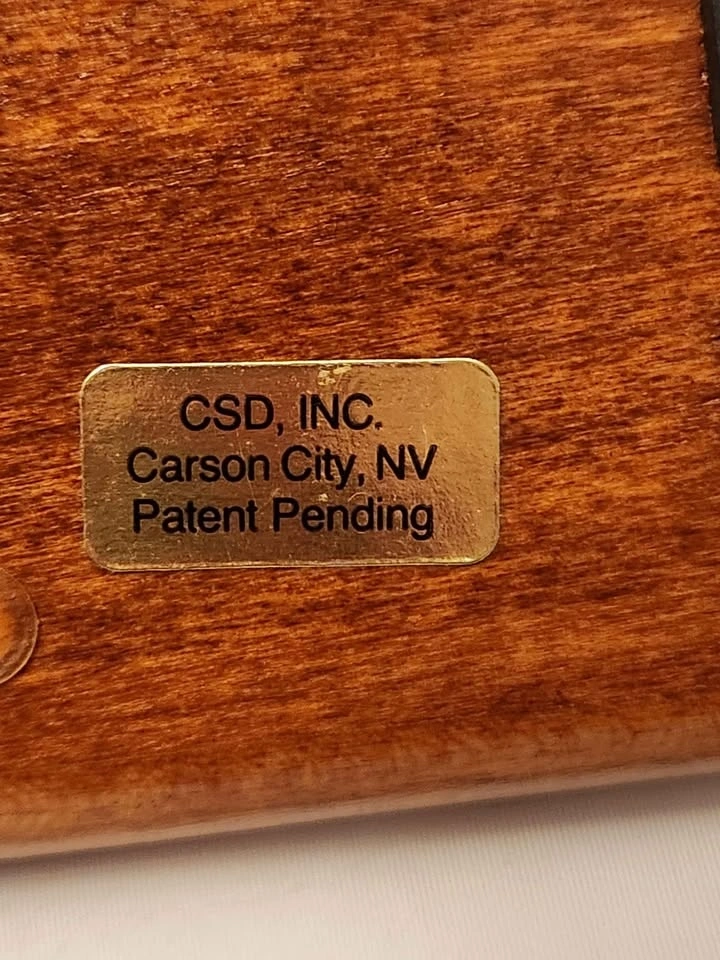 CSD, INC.
Carson City, NV
Patent Pending